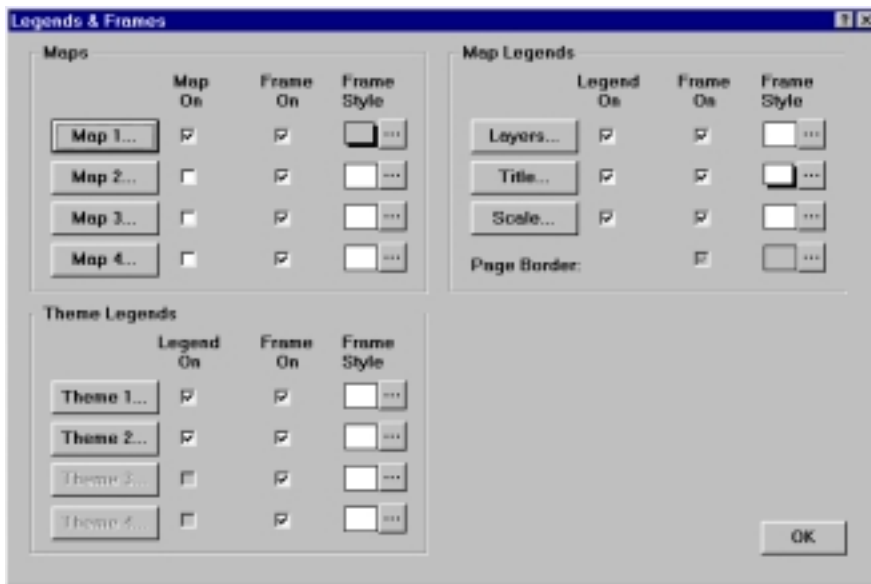 Legends & Frames
Maps
Map On
Frame On
Frame Style
Map 1...
Map 2...
Map 3...
Map 4...
Map Legends
Legend On
Frame On
Frame Style
Layers...
Title...
Scale...
Page Border:
Theme Legends
Legend On
Frame On
Frame Style
Theme 1...
Theme 2...
Theme 3...
Theme 4...
OK